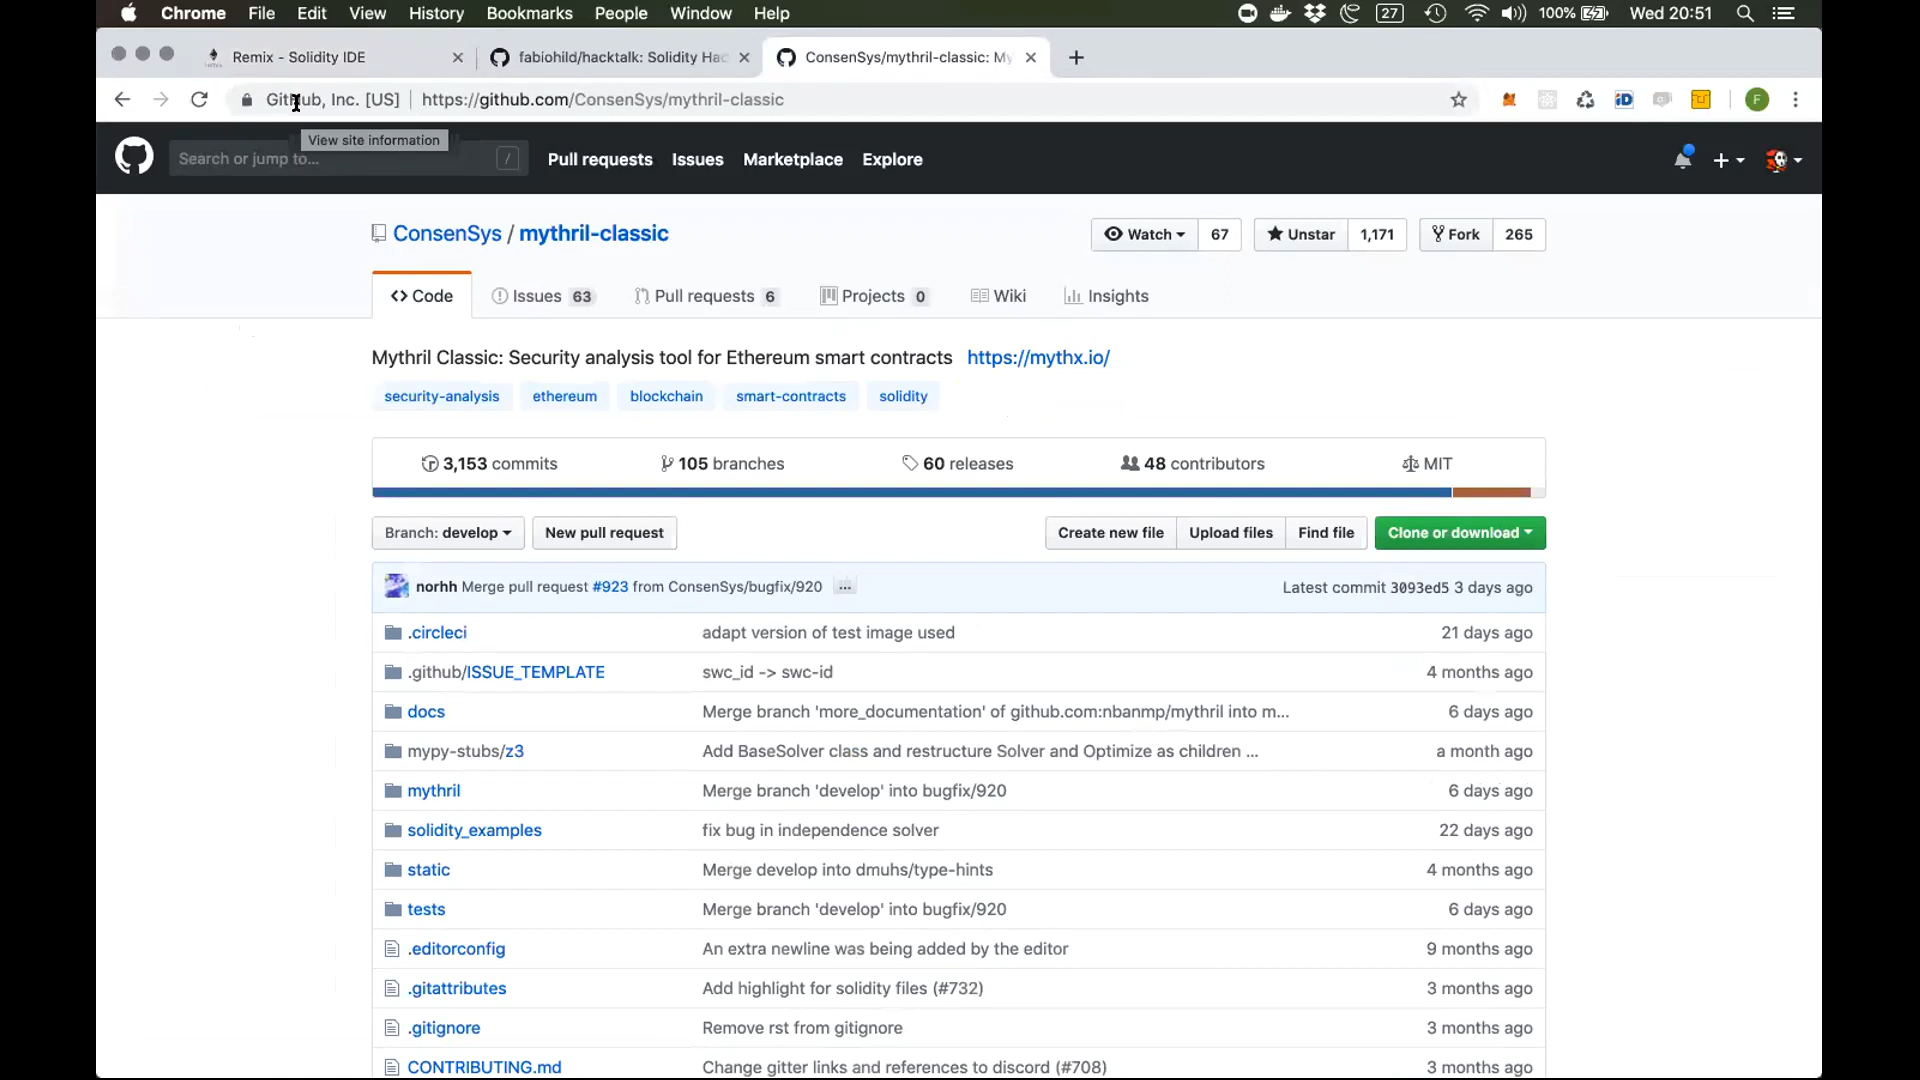 Chrome File Edit View History Bookmarks People Window Help 27 100% Wed 20:51
Remix - Solidity IDE fabiohild/hacktalk: Solidity Hac ConsenSys/mythril-classic: My
GitHub, Inc. [US] https://github.com/ConsenSys/mythril-classic iD F
View site information
Search or jump to... / Pull requests Issues Marketplace Explore
ConsenSys / mythril-classic Watch 67 Unstar 1,171 Fork 265
Code Issues 63 Pull requests 6 Projects 0 Wiki Insights
Mythril Classic: Security analysis tool for Ethereum smart contracts https://mythx.io/
security-analysis ethereum blockchain smart-contracts solidity
3,153 commits 105 branches 60 releases 48 contributors MIT
Branch: develop New pull request Create new file Upload files Find file Clone or download
norhh Merge pull request #923 from ConsenSys/bugfix/920 ... Latest commit 3093ed5 3 days ago
.circleci adapt version of test image used 21 days ago
.github/ISSUE_TEMPLATE swc_id -> swc-id 4 months ago
docs Merge branch 'more_documentation' of github.com:nbanmp/mythril into m... 6 days ago
mypy-stubs/z3 Add BaseSolver class and restructure Solver and Optimize as children ... a month ago
mythril Merge branch 'develop' into bugfix/920 6 days ago
solidity_examples fix bug in independence solver 22 days ago
static Merge develop into dmuhs/type-hints 4 months ago
tests Merge branch 'develop' into bugfix/920 6 days ago
.editorconfig An extra newline was being added by the editor 9 months ago
.gitattributes Add highlight for solidity files (#732) 3 months ago
.gitignore Remove rst from gitignore 3 months ago
CONTRIBUTING.md Change gitter links and references to discord (#708) 3 months ago